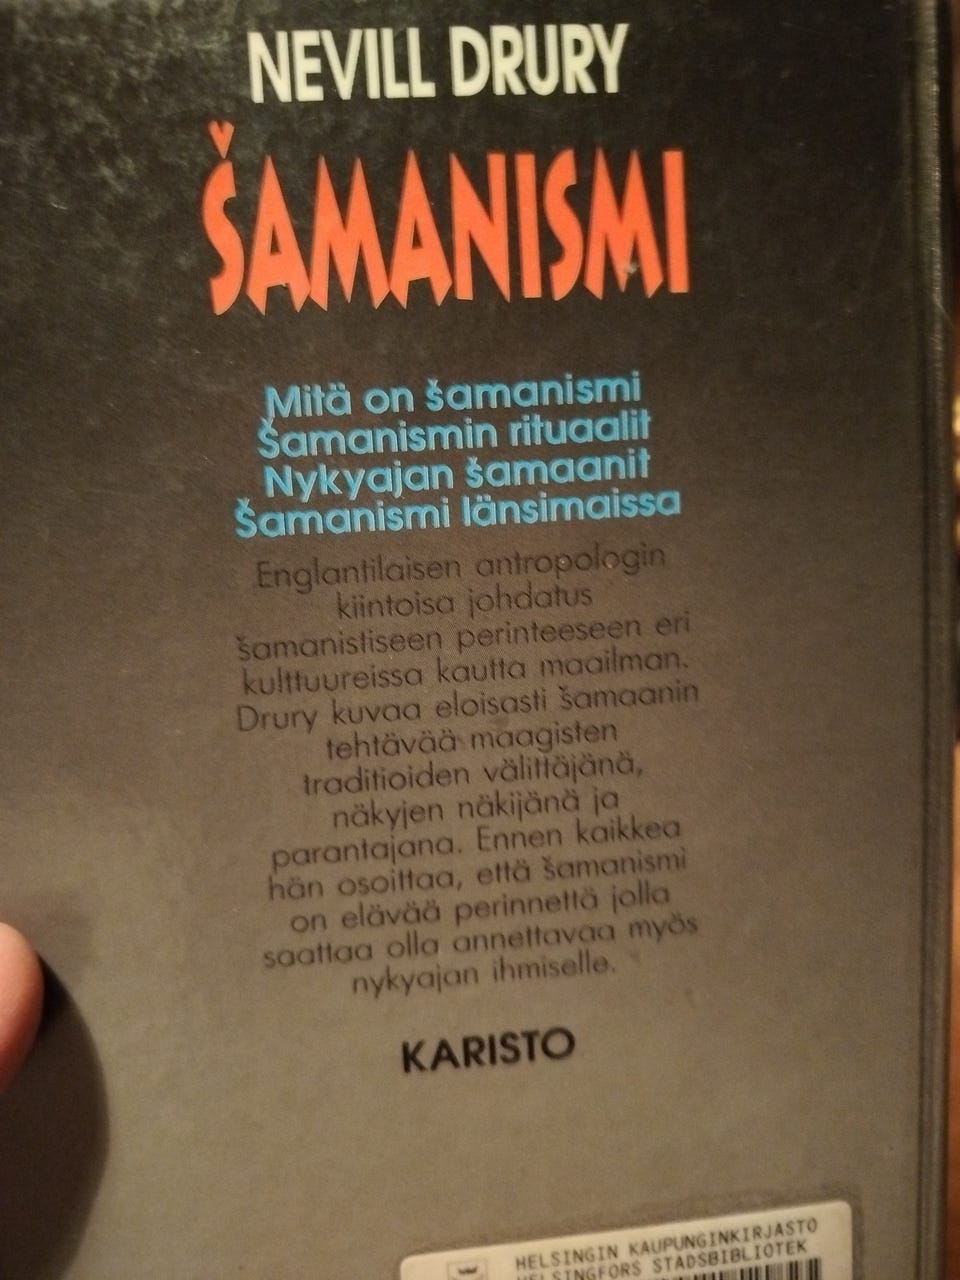 NEVILL DRURY
ŠAMANISMI
Mitä on šamanismi
Šamanismin rituaalit
Nykyajan šamaanit
Šamanismi länsimaissa
Englantilaisen antropologin
kiintoisa johdatus
šamanistiseen perinteeseen eri
kulttuureissa kautta maailman.
Drury kuvaa eloisasti šamaanin
tehtävää maagisten
traditioiden välittäjänä,
näkyjen näkijänä ja
parantajana. Ennen kaikkea
hän osoittaa, että šamanismi
on elävää perinnettä jolla
saattaa olla annettavaa myös
nykyajan ihmiselle.
KARISTO
HELSINGIN KAUPUNGINKIRJASTO
HELSINGFORS STADSBIBLIOTEK